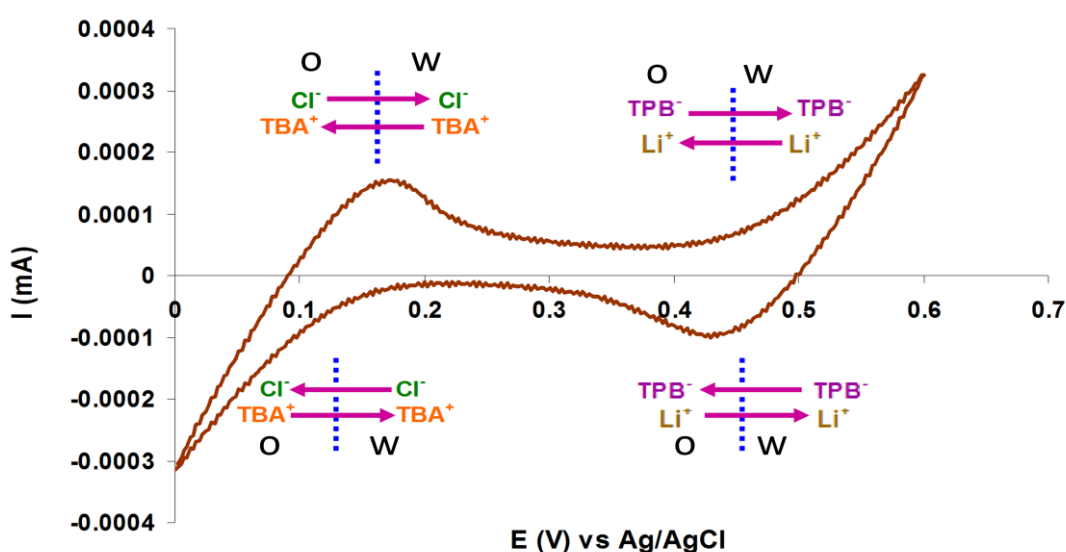 0.0004
0.0003
0.0002
0.0001
0
-0.0001
-0.0002
-0.0003
-0.0004
I (mA)
O W
Cl⁻ Cl⁻
TBA⁺ TBA⁺
O W
TPB⁻ TPB⁻
Li⁺ Li⁺
0 0.1 0.2 0.3 0.4 0.5 0.6 0.7
Cl⁻ Cl⁻
TBA⁺ TBA⁺
O W
TPB⁻ TPB⁻
Li⁺ Li⁺
O W
E (V) vs Ag/AgCl